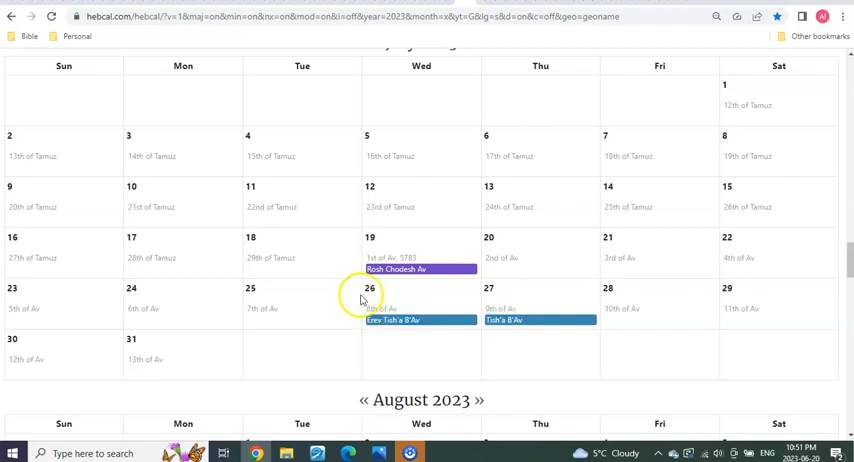 hebcal.com/hebcal/?v=1&maj=on&min=on&nx=on&mod=on&i=off&year=2023&month=x&yt=G&lg=s&d=on&c=off&geo=geoname
AI
Bible
Personal
Other bookmarks
Sun Mon Tue Wed Thu Fri Sat
1
12th of Tamuz
2 3 4 5 6 7 8
13th of Tamuz 14th of Tamuz 15th of Tamuz 16th of Tamuz 17th of Tamuz 18th of Tamuz 19th of Tamuz
9 10 11 12 13 14 15
20th of Tamuz 21st of Tamuz 22nd of Tamuz 23rd of Tamuz 24th of Tamuz 25th of Tamuz 26th of Tamuz
16 17 18 19 20 21 22
27th of Tamuz 28th of Tamuz 29th of Tamuz 1st of Av, 5783 2nd of Av 3rd of Av 4th of Av
Rosh Chodesh Av
23 24 25 26 27 28 29
5th of Av 6th of Av 7th of Av 8th of Av 9th of Av 10th of Av 11th of Av
Erev Tish'a B'Av Tish'a B'Av
30 31
12th of Av 13th of Av
« August 2023 »
Sun Mon Tue Wed Thu Fri Sat
Type here to search
5°C Cloudy
ENG
10:51 PM
2023-06-20
2